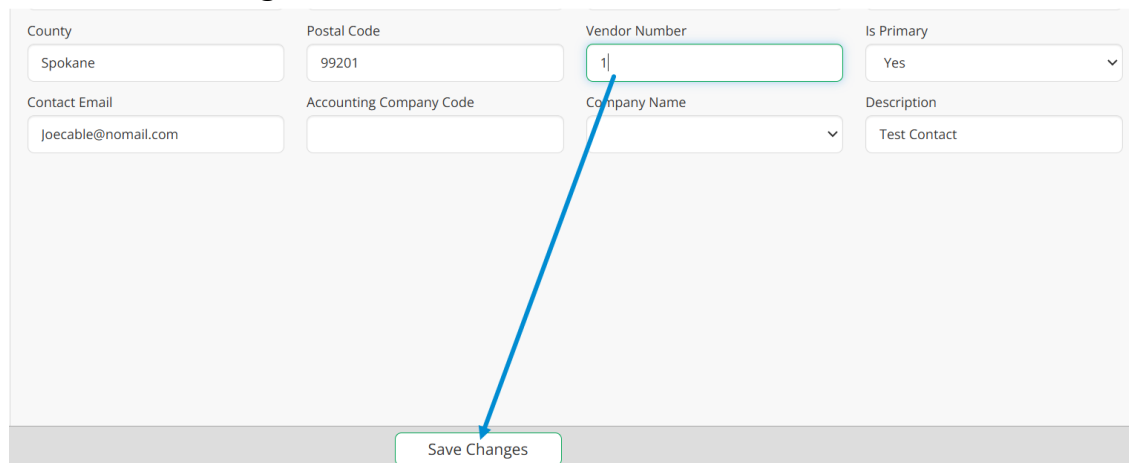 County Postal Code Vendor Number Is Primary
Spokane 99201 1 Yes
Contact Email Accounting Company Code Company Name Description
Joecable@nomail.com Test Contact
Save Changes